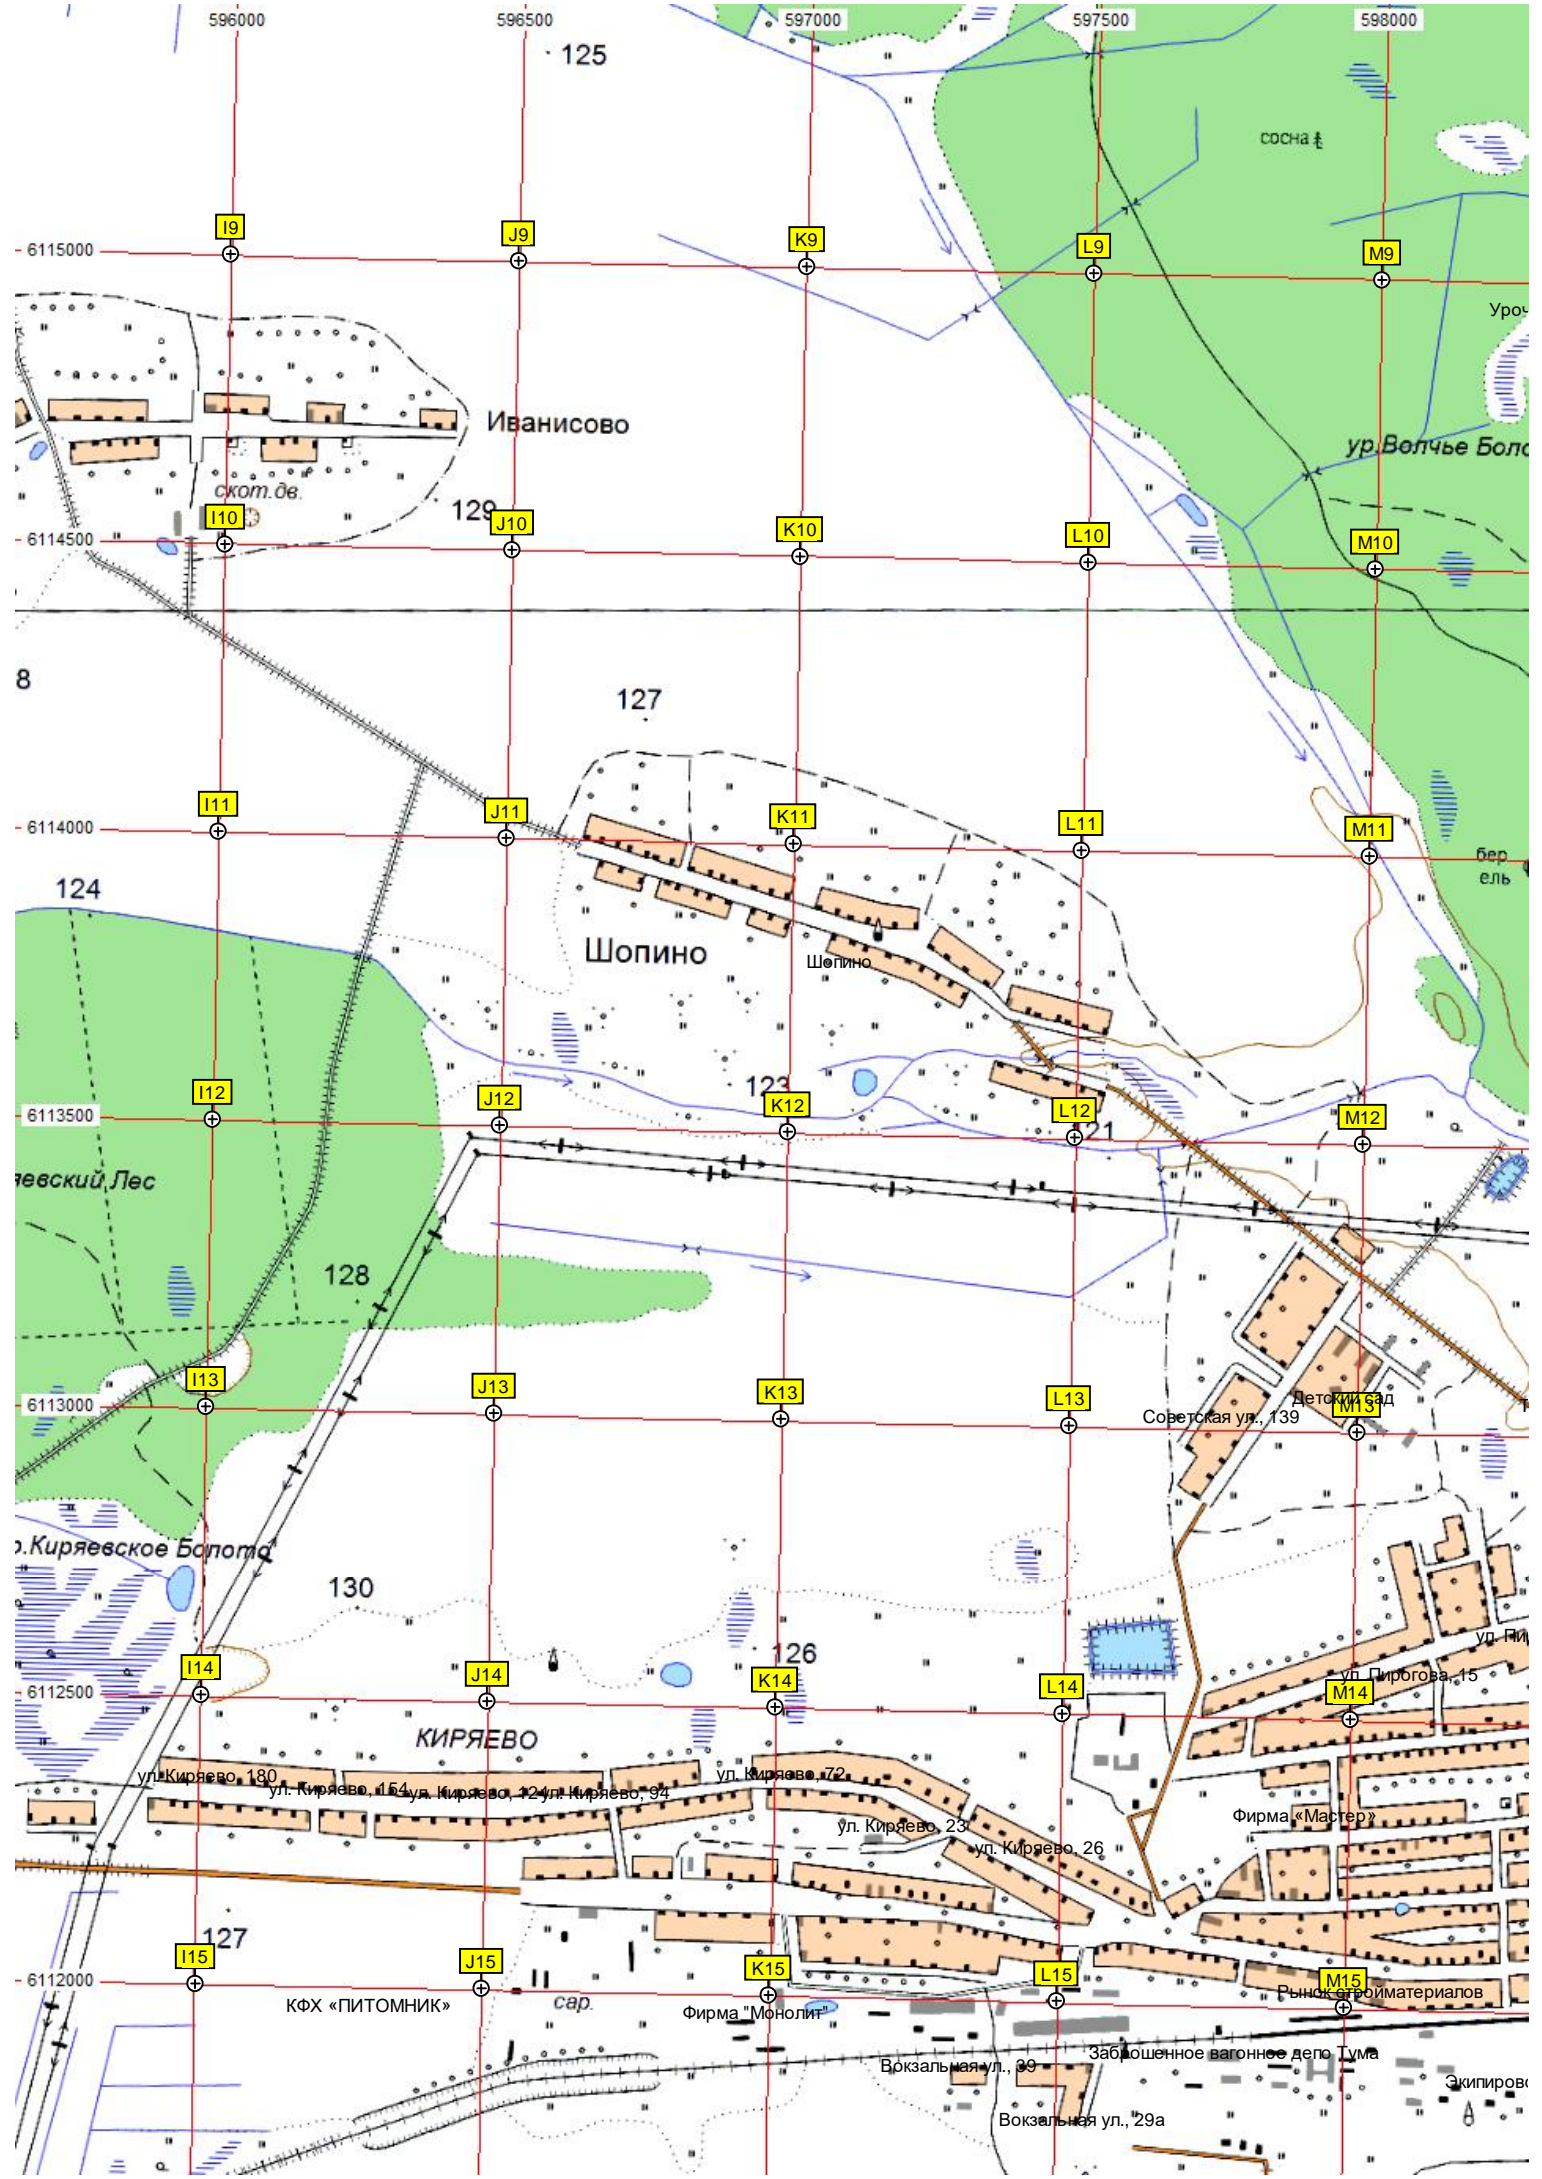 596000 596500 597000 597500 598000
125
сосна
I9 J9 K9 L9 M9
6115000
Уроч
Иванисово
ур.Волчье Боло
скот.дв.
129
I10 J10 K10 L10 M10
6114500
8
127
I11 J11 K11 L11 M11
6114000
бер
ель
124
Шопино
Шопино
123
I12 J12 K12 L12 M12
6113500
21
яевский Лес
128
I13 J13 K13 L13 M13
6113000
Детский сад
Советская ул., 139
р.Киряевское Болото
130
126
ул. Пи
ул. Пирогова, 15
I14 J14 K14 L14 M14
6112500
КИРЯЕВО
ул. Киряево, 180
ул. Киряево, 154
ул. Киряево, 124
ул. Киряево, 94
ул. Киряево, 72
Фирма «Мастер»
ул. Киряево, 23
ул. Киряево, 26
127
I15 J15 K15 L15 M15
6112000
Рынок стройматериалов
КФХ «ПИТОМНИК»
сар.
Фирма "Монолит"
Заброшенное вагонное депо Тума
Вокзальная ул., 39
Экипиров
Вокзальная ул., 29а